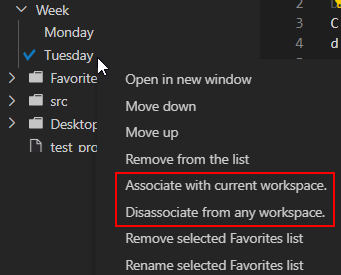 Week
Monday
Tuesday
Favorite
src
Desktop
test_pro
Open in new window
Move down
Move up
Remove from the list
Associate with current workspace.
Disassociate from any workspace.
Remove selected Favorites list
Rename selected Favorites list
2
C
3
d
4